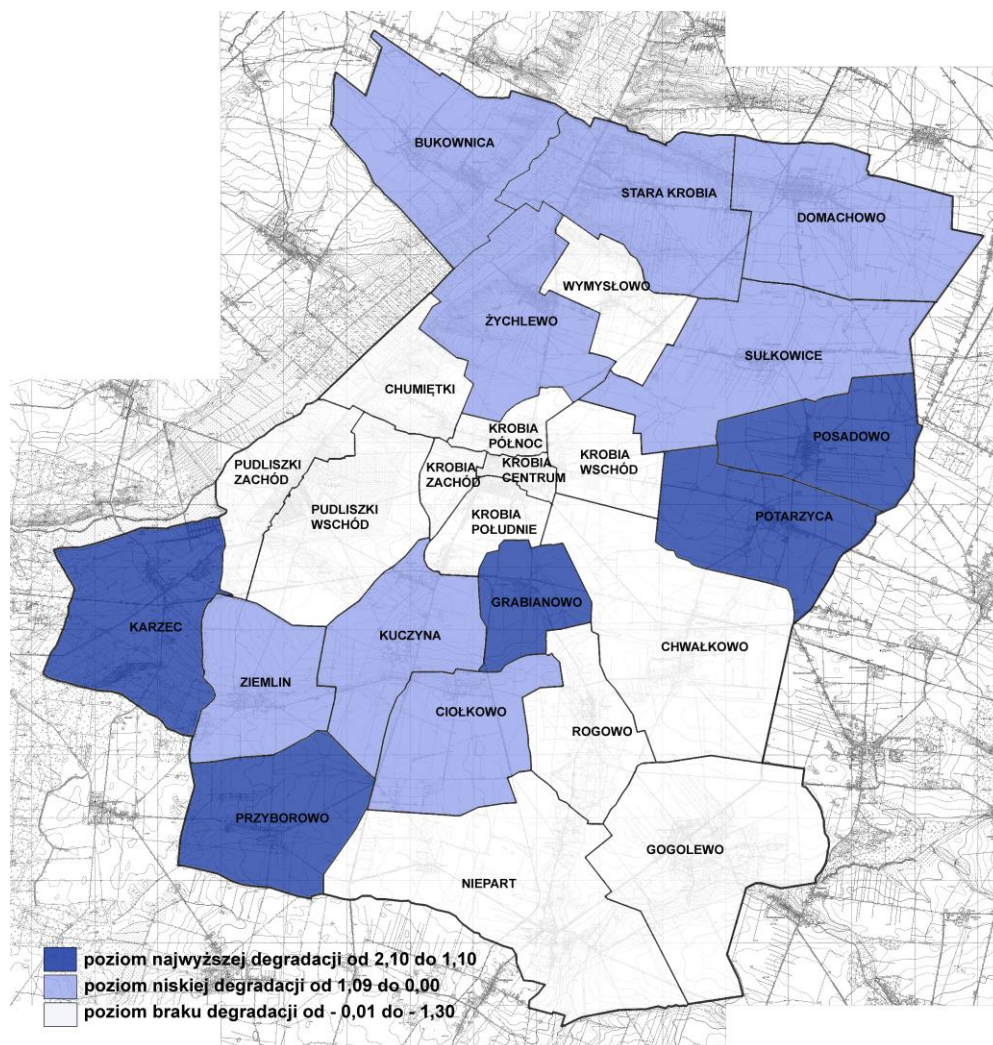 BUKOWNICA
STARA KROBIA
DOMACHOWO
WYMYSŁOWO
ŻYCHLEWO
SUŁKOWICE
CHUMIĘTKI
KROBIA
PÓŁNOC
POSADOWO
KROBIA
WSCHÓD
PUDLISZKI
ZACHÓD
KROBIA
ZACHÓD
KROBIA
CENTRUM
PUDLISZKI
WSCHÓD
KROBIA
POŁUDNIE
POTARZYCA
GRABIANOWO
KARZEC
KUCZYNA
CHWAŁKOWO
ZIEMLIN
CIOŁKOWO
ROGOWO
PRZYBOROWO
GOGOLEWO
NIEPART
poziom najwyższej degradacji od 2,10 do 1,10
poziom niskiej degradacji od 1,09 do 0,00
poziom braku degradacji od - 0,01 do - 1,30